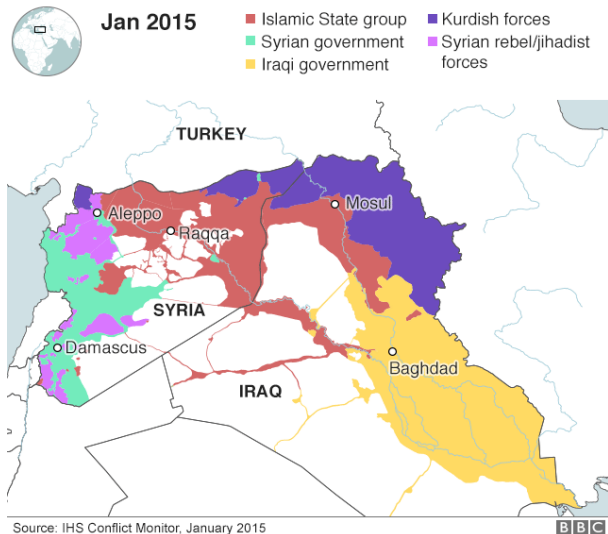 Jan 2015
Islamic State group
Syrian government
Iraqi government
Kurdish forces
Syrian rebel/jihadist
forces
TURKEY
Aleppo
Raqqa
Mosul
SYRIA
Damascus
Baghdad
IRAQ
Source: IHS Conflict Monitor, January 2015
BBC